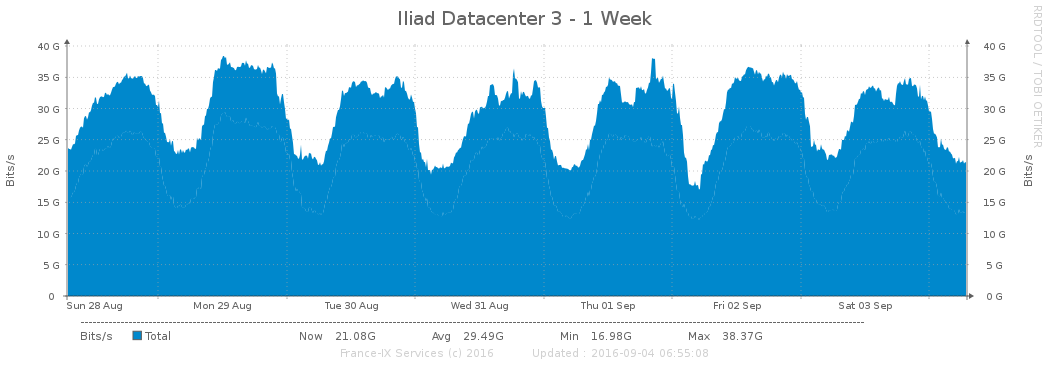 Iliad Datacenter 3 - 1 Week
RRDTOOL / TOBI OETIKER
Bits/s
40 G
35 G
30 G
25 G
20 G
15 G
10 G
5 G
0
40 G
35 G
30 G
25 G
20 G
15 G
10 G
5 G
0 G
Bits/s
Sun 28 Aug Mon 29 Aug Tue 30 Aug Wed 31 Aug Thu 01 Sep Fri 02 Sep Sat 03 Sep
Bits/s Total Now 21.08G Avg 29.49G Min 16.98G Max 38.37G
France-IX Services (c) 2016 Updated : 2016-09-04 06:55:08